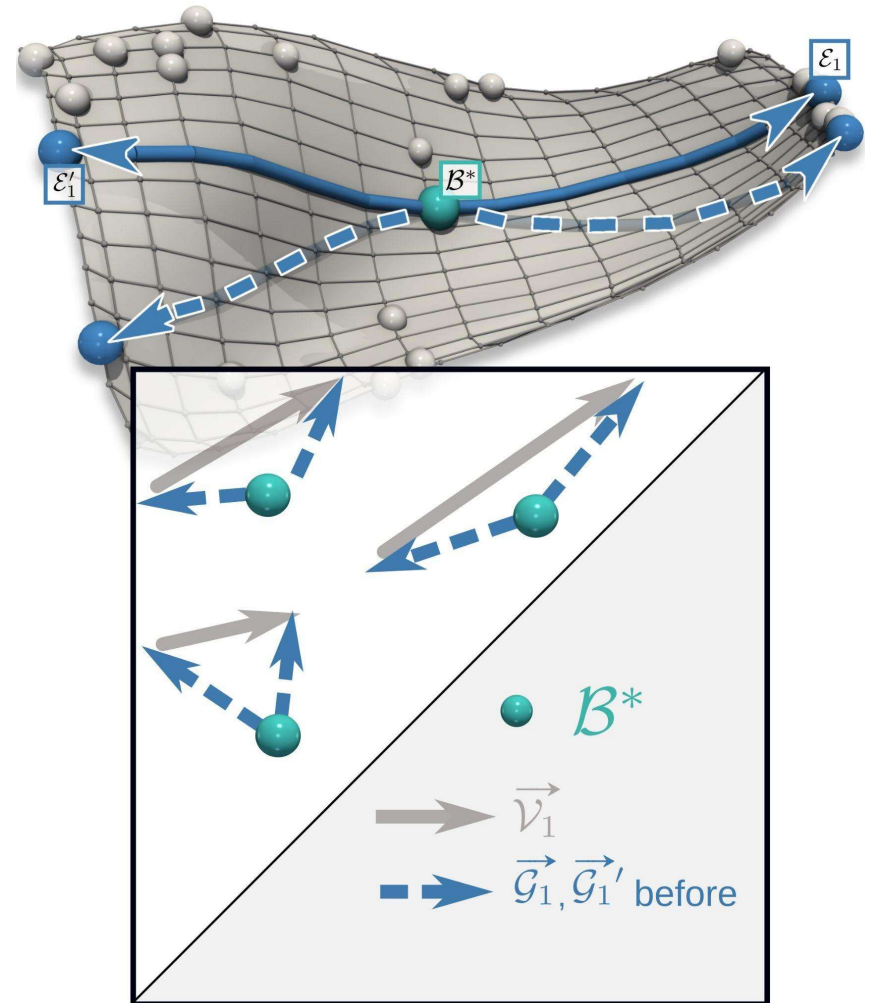 ℰ₁
ℰ₁′
ℬ*
ℬ*
𝒱₁→
𝒢₁→, 𝒢₁→′ before